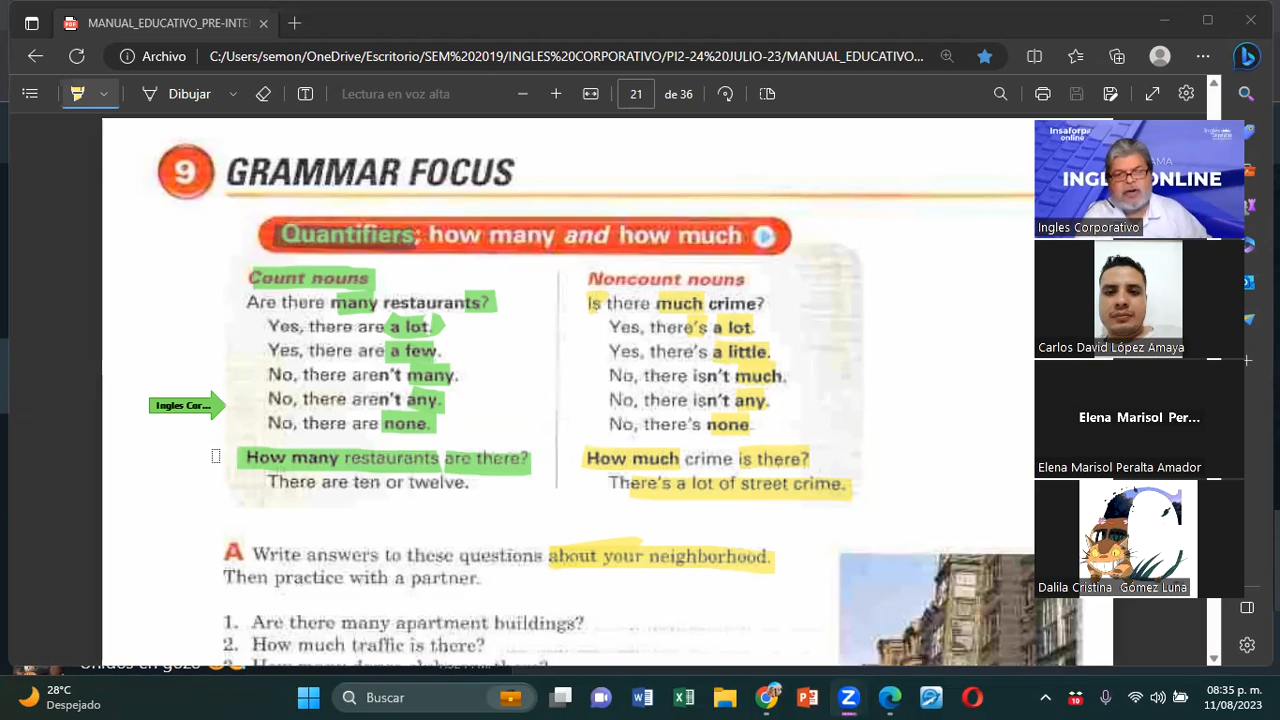 MANUAL_EDUCATIVO_PRE-INTE
Archivo
C:/Users/semon/OneDrive/Escritorio/SEM%202019/INGLES%20CORPORATIVO/PI2-24%20JULIO-23/MANUAL_EDUCATIVO_PRE-INTE...
Dibujar
Lectura en voz alta
21
de 36
9 GRAMMAR FOCUS
Quantifiers; how many and how much
Count nouns
Are there many restaurants?
Yes, there are a lot.
Yes, there are a few.
No, there aren't many.
No, there aren't any.
No, there are none.
How many restaurants are there?
There are ten or twelve.
Noncount nouns
Is there much crime?
Yes, there's a lot.
Yes, there's a little.
No, there isn't much.
No, there isn't any.
No, there's none.
How much crime is there?
There's a lot of street crime.
Ingles Cor...
A Write answers to these questions about your neighborhood.
Then practice with a partner.
1. Are there many apartment buildings?
2. How much traffic is there?
Insaforp
online
INGL ONLINE
Ingles Corporativo
Carlos David López Amaya
Elena Marisol Per...
Elena Marisol Peralta Amador
Dalila Cristina Gómez Luna
28°C
Despejado
Buscar
10
08:35 p. m.
11/08/2023